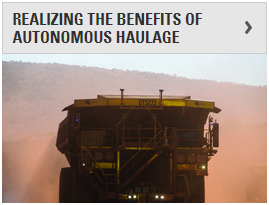 REALIZING THE BENEFITS OF
AUTONOMOUS HAULAGE